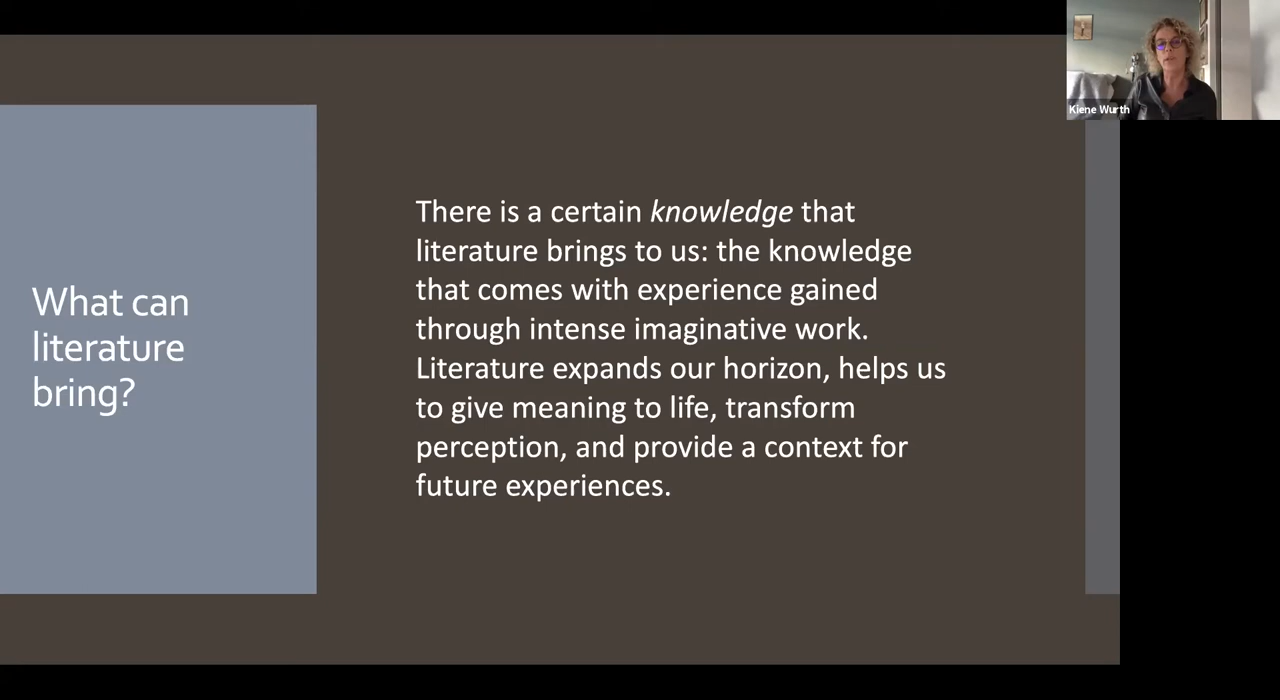 What can
literature
bring?
There is a certain knowledge that
literature brings to us: the knowledge
that comes with experience gained
through intense imaginative work.
Literature expands our horizon, helps us
to give meaning to life, transform
perception, and provide a context for
future experiences.
Kiene Wurth